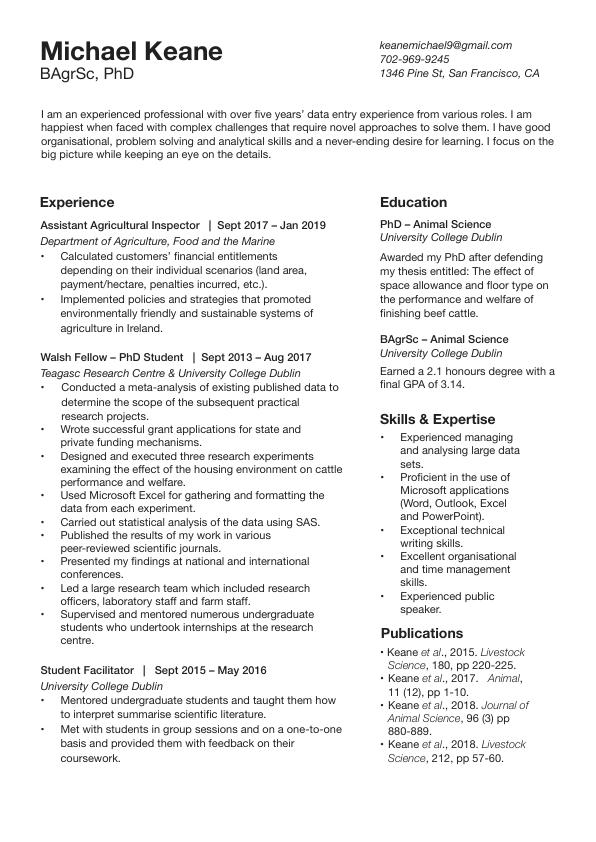 Michael Keane
BAgrSc, PhD
keanemichael9@gmail.com
702-969-9245
1346 Pine St, San Francisco, CA
I am an experienced professional with over five years' data entry experience from various roles. I am
happiest when faced with complex challenges that require novel approaches to solve them. I have good
organisational, problem solving and analytical skills and a never-ending desire for learning. I focus on the
big picture while keeping an eye on the details.
Experience
Assistant Agricultural Inspector | Sept 2017 – Jan 2019
Department of Agriculture, Food and the Marine
• Calculated customers' financial entitlements
depending on their individual scenarios (land area,
payment/hectare, penalties incurred, etc.).
• Implemented policies and strategies that promoted
environmentally friendly and sustainable systems of
agriculture in Ireland.
Walsh Fellow – PhD Student | Sept 2013 – Aug 2017
Teagasc Research Centre & University College Dublin
• Conducted a meta-analysis of existing published data to
determine the scope of the subsequent practical
research projects.
• Wrote successful grant applications for state and
private funding mechanisms.
• Designed and executed three research experiments
examining the effect of the housing environment on cattle
performance and welfare.
• Used Microsoft Excel for gathering and formatting the
data from each experiment.
• Carried out statistical analysis of the data using SAS.
• Published the results of my work in various
peer-reviewed scientific journals.
• Presented my findings at national and international
conferences.
• Led a large research team which included research
officers, laboratory staff and farm staff.
• Supervised and mentored numerous undergraduate
students who undertook internships at the research
centre.
Student Facilitator | Sept 2015 – May 2016
University College Dublin
• Mentored undergraduate students and taught them how
to interpret summarise scientific literature.
• Met with students in group sessions and on a one-to-one
basis and provided them with feedback on their
coursework.
Education
PhD – Animal Science
University College Dublin
Awarded my PhD after defending
my thesis entitled: The effect of
space allowance and floor type on
the performance and welfare of
finishing beef cattle.
BAgrSc – Animal Science
University College Dublin
Earned a 2.1 honours degree with a
final GPA of 3.14.
Skills & Expertise
• Experienced managing
and analysing large data
sets.
• Proficient in the use of
Microsoft applications
(Word, Outlook, Excel
and PowerPoint).
• Exceptional technical
writing skills.
• Excellent organisational
and time management
skills.
• Experienced public
speaker.
Publications
• Keane et al., 2015. Livestock
Science, 180, pp 220-225.
• Keane et al., 2017. Animal,
11 (12), pp 1-10.
• Keane et al., 2018. Journal of
Animal Science, 96 (3) pp
880-889.
• Keane et al., 2018. Livestock
Science, 212, pp 57-60.